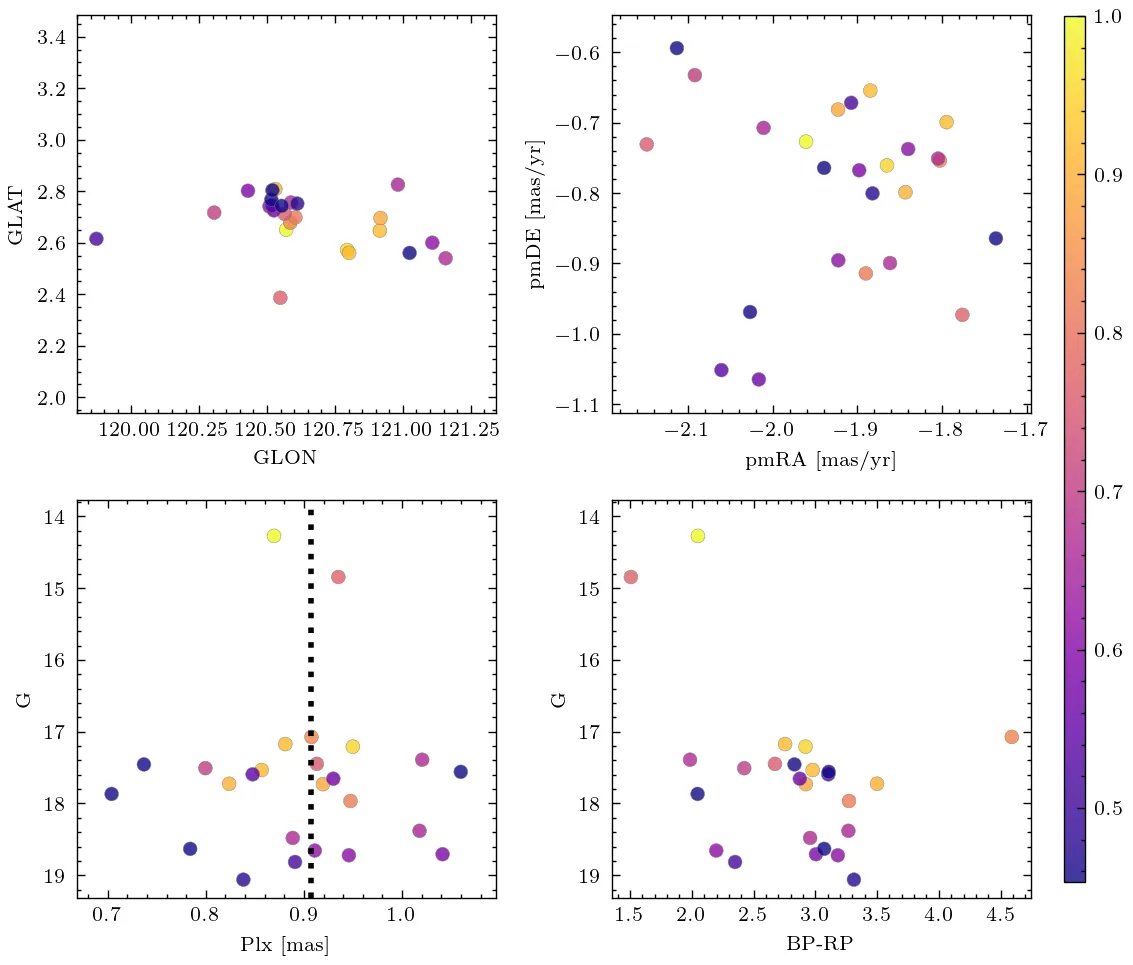 3.4
3.2
3.0
2.8
2.6
2.4
2.2
2.0
GLAT
120.00 120.25 120.50 120.75 121.00 121.25
GLON
−0.6
−0.7
−0.8
−0.9
−1.0
−1.1
pmDE [mas/yr]
−2.1 −2.0 −1.9 −1.8 −1.7
pmRA [mas/yr]
14
15
16
17
18
19
G
0.7 0.8 0.9 1.0
Plx [mas]
14
15
16
17
18
19
G
1.5 2.0 2.5 3.0 3.5 4.0 4.5
BP-RP
1.0
0.9
0.8
0.7
0.6
0.5